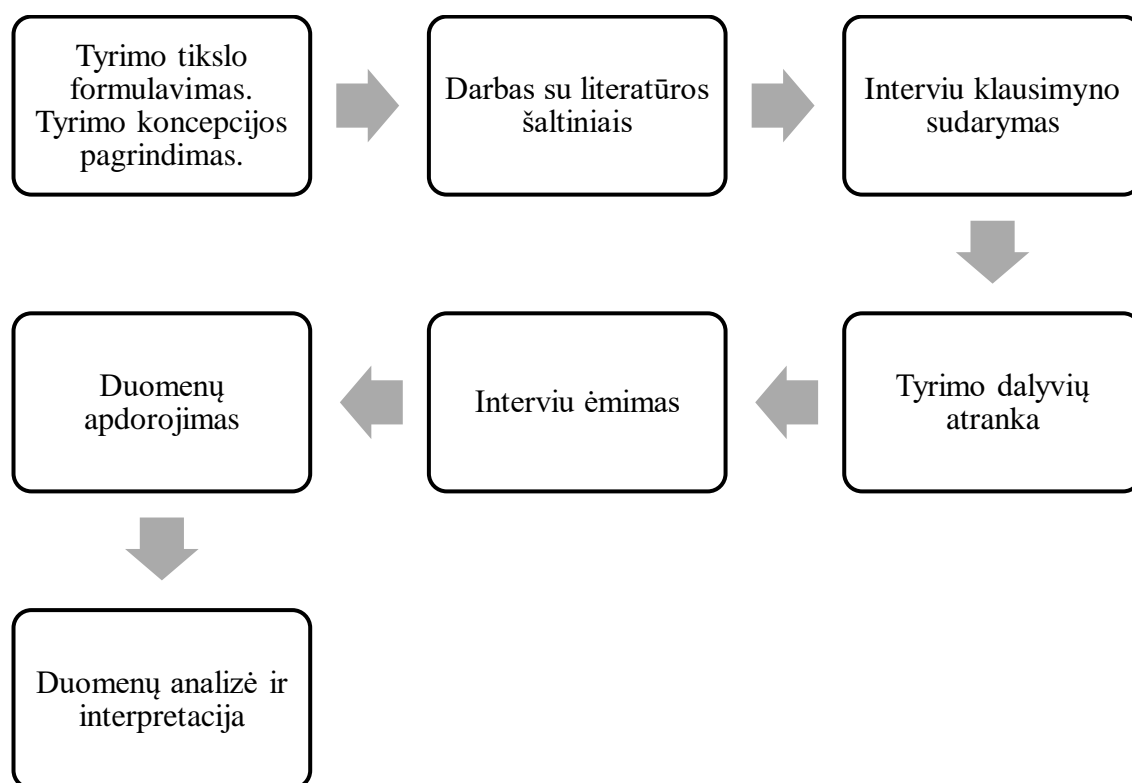 Tyrimo tikslo
formulavimas.
Tyrimo koncepcijos
pagrindimas.
Darbas su literatūros
šaltiniais
Interviu klausimyno
sudarymas
Tyrimo dalyvių
atranka
Interviu ėmimas
Duomenų
apdorojimas
Duomenų analizė ir
interpretacija